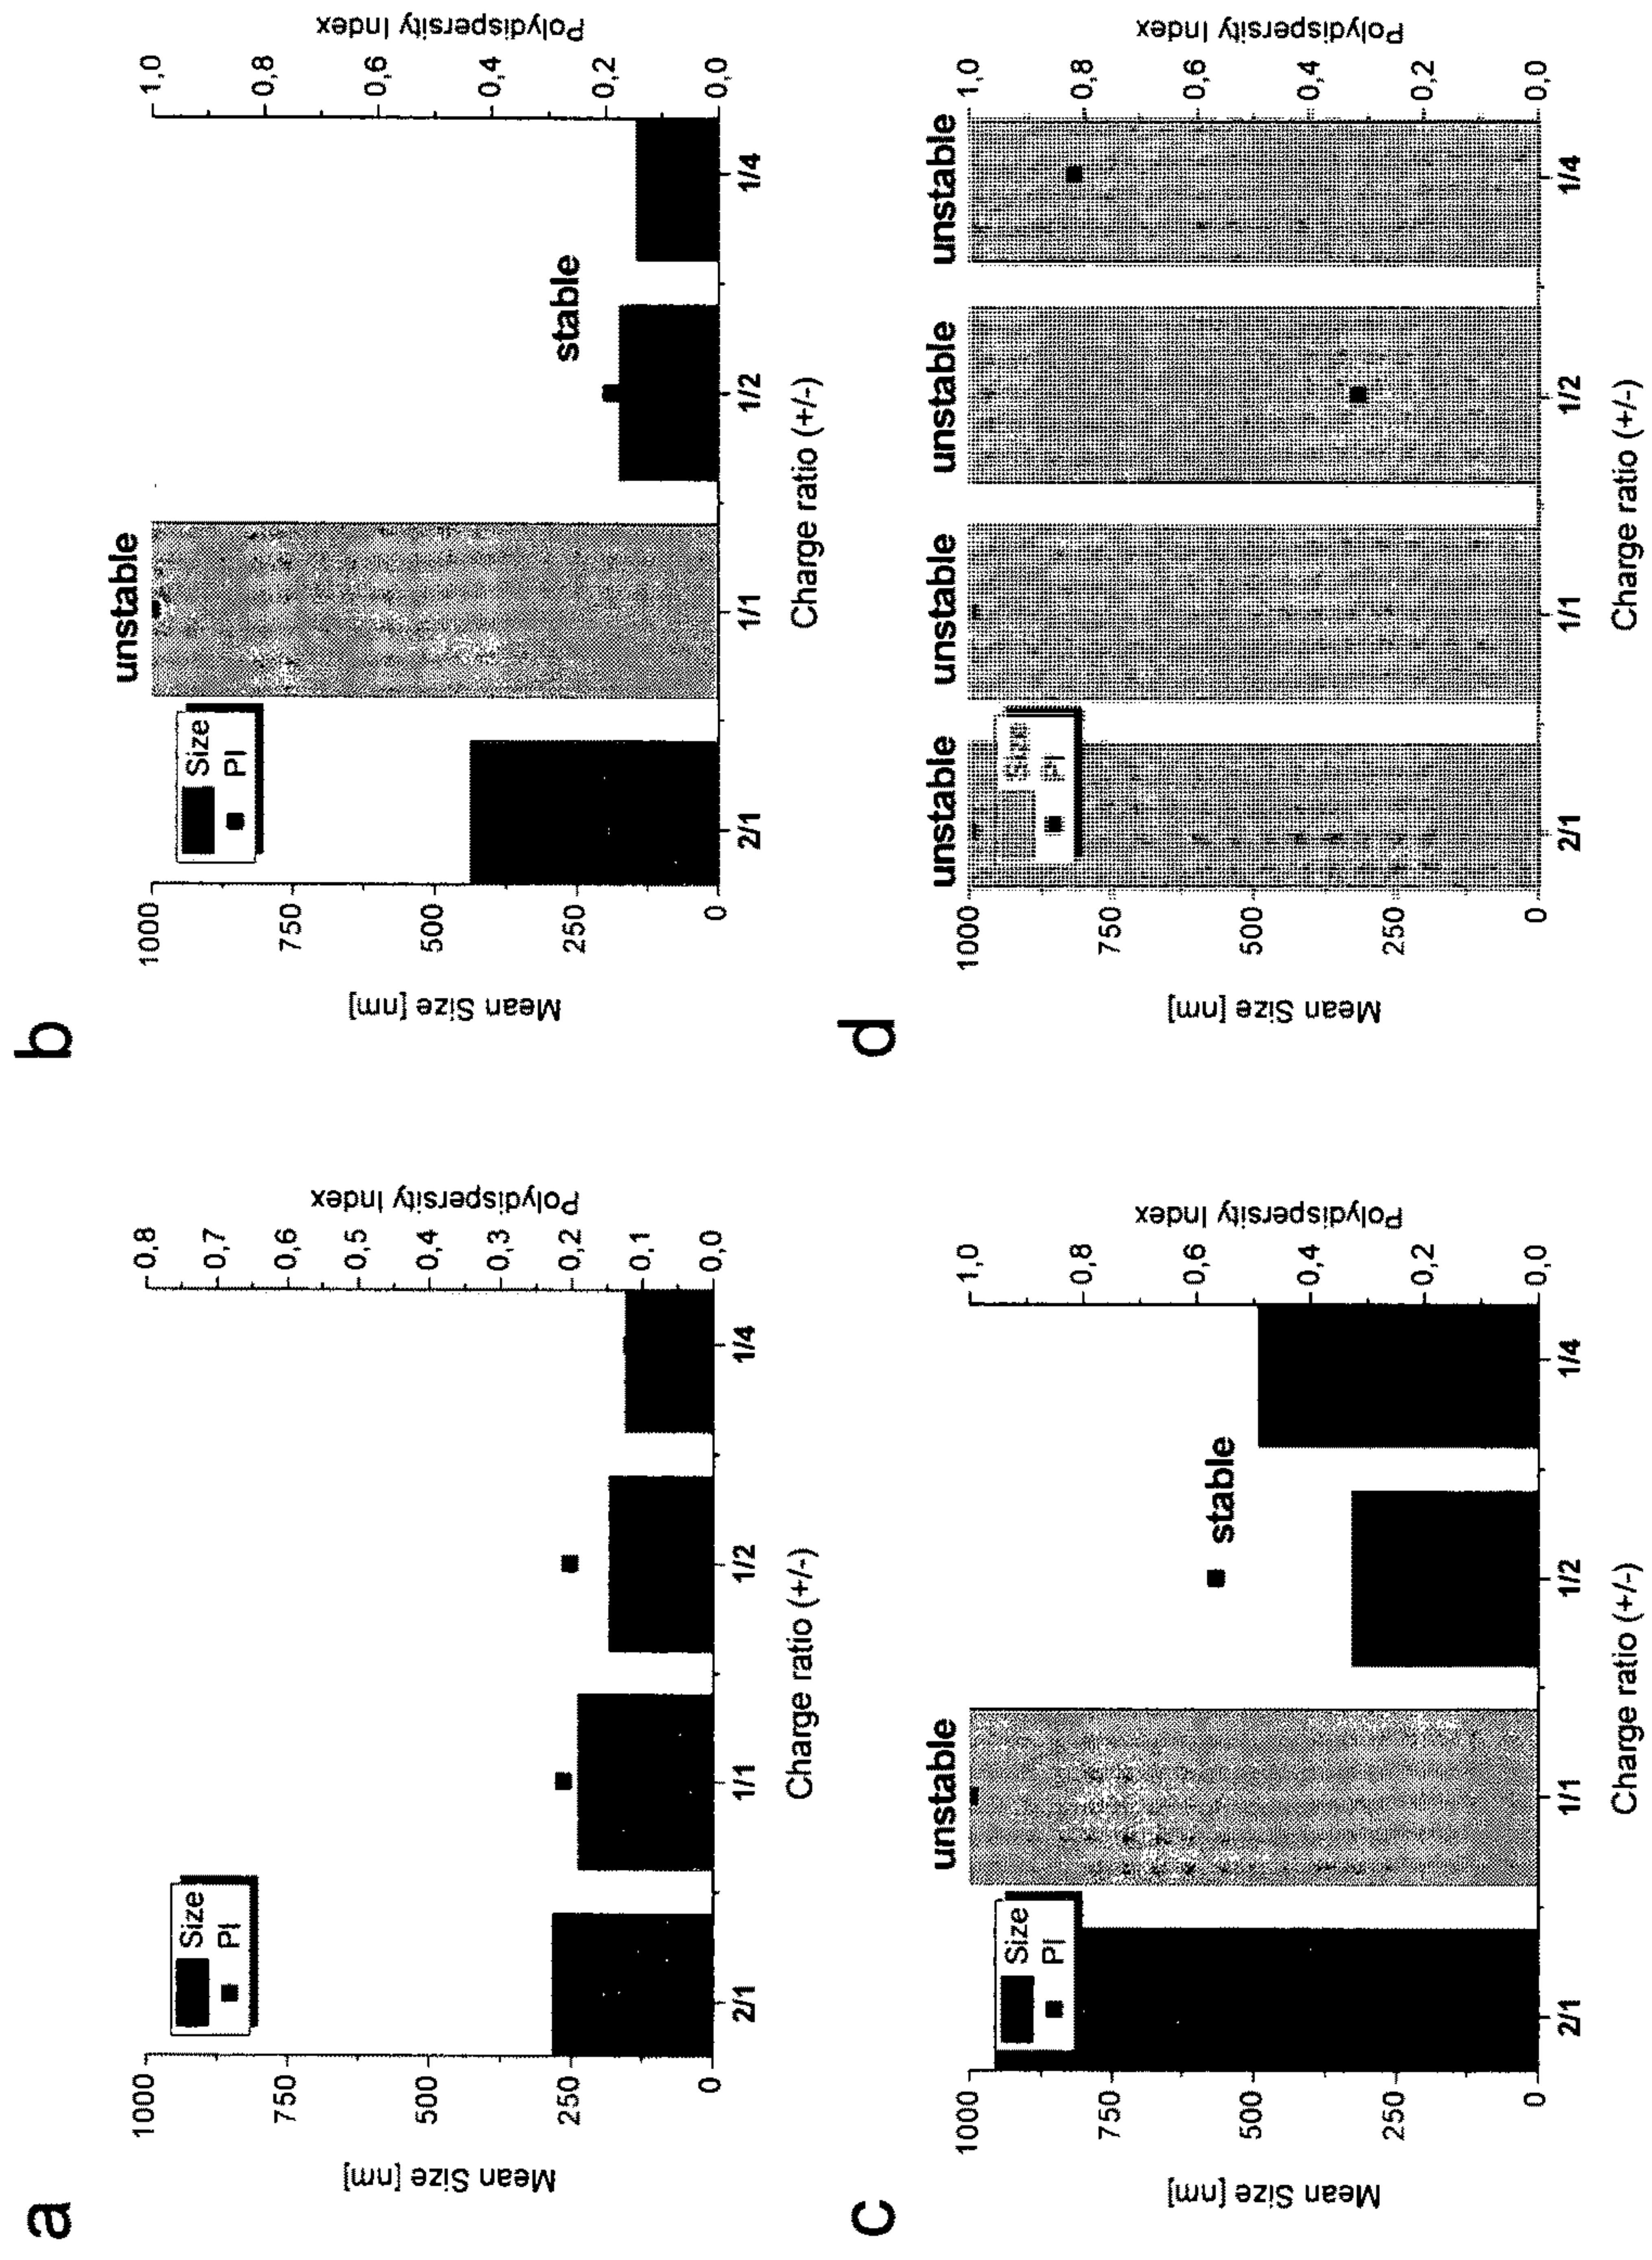 a
Mean Size [nm]
1000
750
500
250
0
Size
PI
2/1
1/1
1/2
1/4
Charge ratio (+/-)
0,8
0,7
0,6
0,5
0,4
0,3
0,2
0,1
0,0
Polydispersity Index
b
Mean Size [nm]
1000
750
500
250
0
Size
PI
unstable
stable
2/1
1/1
1/2
1/4
Charge ratio (+/-)
1,0
0,8
0,6
0,4
0,2
0,0
Polydispersity Index
c
Mean Size [nm]
1000
750
500
250
0
Size
PI
unstable
stable
2/1
1/1
1/2
1/4
Charge ratio (+/-)
1,0
0,8
0,6
0,4
0,2
0,0
Polydispersity Index
d
Mean Size [nm]
1000
750
500
250
0
unstable
unstable
unstable
unstable
Size
PI
2/1
1/1
1/2
1/4
Charge ratio (+/-)
1,0
0,8
0,6
0,4
0,2
0,0
Polydispersity Index